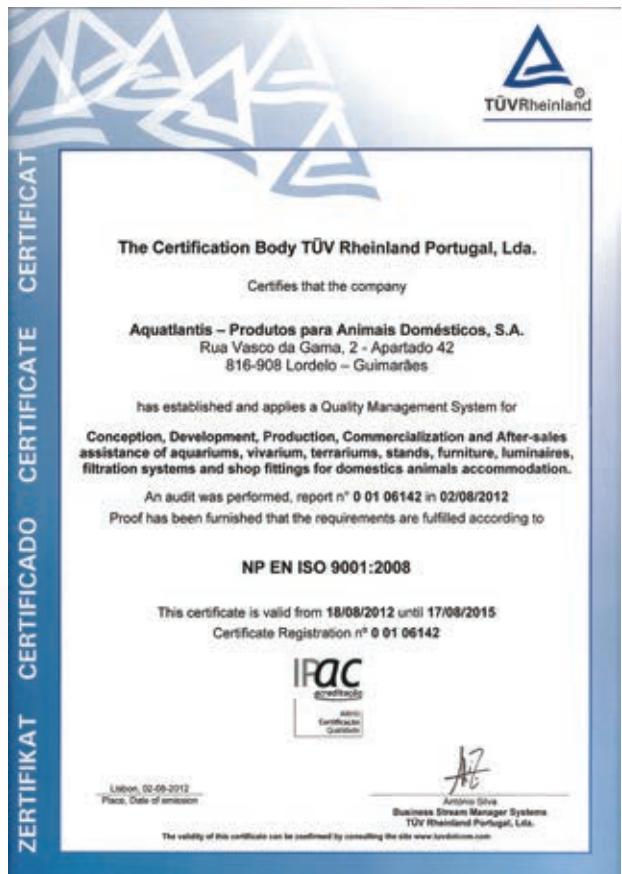 TÜVRheinland
ZERTIFIKAT CERTIFICADO CERTIFICATE CERTIFICAT
The Certification Body TÜV Rheinland Portugal, Lda.
Certifies that the company
Aquatlantis – Produtos para Animais Domésticos, S.A.
Rua Vasco da Gama, 2 - Apartado 42
816-908 Lordelo – Guimarães
has established and applies a Quality Management System for
Conception, Development, Production, Commercialization and After-sales
assistance of aquariums, vivarium, terrariums, stands, furniture, luminaires,
filtration systems and shop fittings for domestics animals accommodation.
An audit was performed, report n° 0 01 06142 in 02/08/2012
Proof has been furnished that the requirements are fulfilled according to
NP EN ISO 9001:2008
This certificate is valid from 18/08/2012 until 17/08/2015
Certificate Registration nº 0 01 06142
IPAC
acreditação
Certificação
Qualidade
Lisbon, 02-08-2012
Place, Date of emission
António Silva
Business Stream Manager Systems
TÜV Rheinland Portugal, Lda.
The validity of this certificate can be confirmed by consulting the site www.tuvdotcom.com